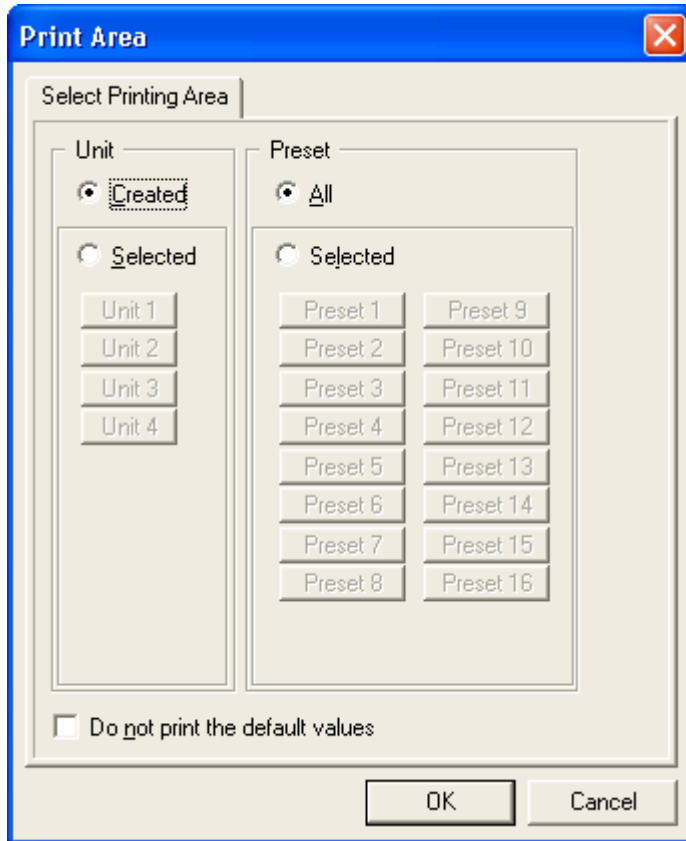 Print Area
Select Printing Area
Unit
Created
Selected
Unit 1
Unit 2
Unit 3
Unit 4
Preset
All
Selected
Preset 1
Preset 2
Preset 3
Preset 4
Preset 5
Preset 6
Preset 7
Preset 8
Preset 9
Preset 10
Preset 11
Preset 12
Preset 13
Preset 14
Preset 15
Preset 16
Do not print the default values
OK
Cancel